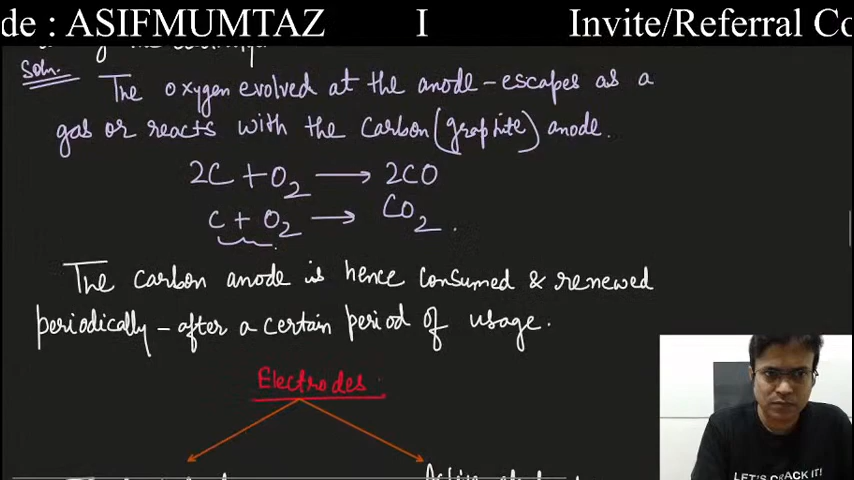 de : ASIFMUMTAZ I Invite/Referral Co
Soln.
The oxygen evolved at the anode - escapes as a
gas or reacts with the Carbon (graphite) anode.
2C + O2 → 2CO
C + O2 → CO2.
The carbon anode is hence consumed & renewed
periodically - after a certain period of usage.
Electrodes
LET'S CRACK IT!